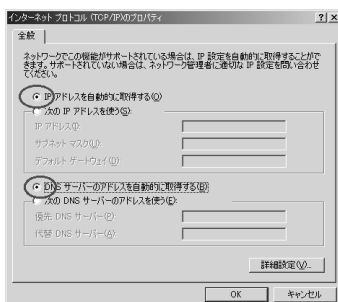 インターネット プロトコル (TCP/IP)のプロパティ
? ×
全般
ネットワークでこの機能がサポートされている場合は、IP 設定を自動的に取得することがで
きます。サポートされていない場合は、ネットワーク管理者に適切な IP 設定を問い合わせ
てください。
IP アドレスを自動的に取得する(O)
次の IP アドレスを使う(S):
IP アドレス(I):
サブネット マスク(U):
デフォルト ゲートウェイ(D):
DNS サーバーのアドレスを自動的に取得する(B)
次の DNS サーバーのアドレスを使う(E):
優先 DNS サーバー(P):
代替 DNS サーバー(A):
詳細設定(V)...
OK
キャンセル